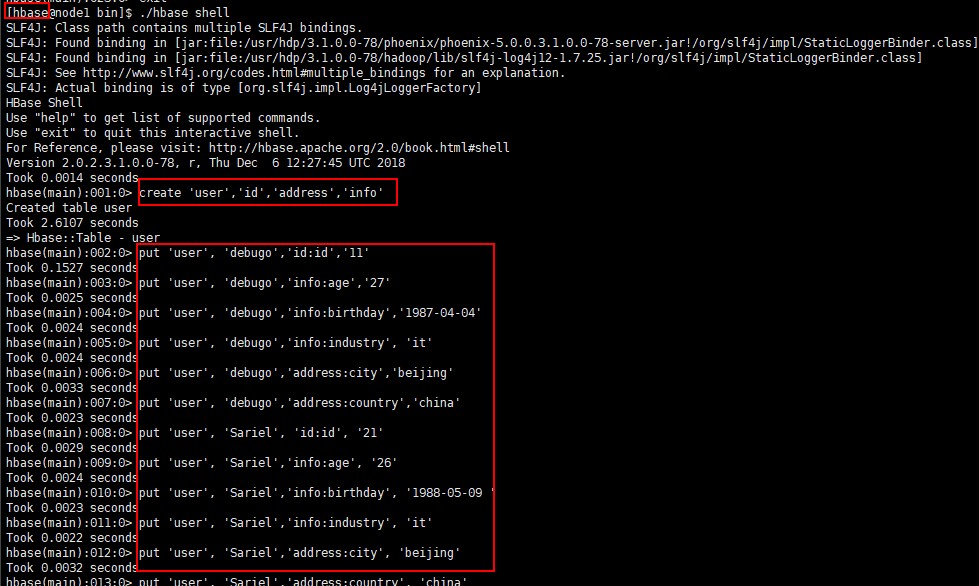 [hbase@node1 bin]$ ./hbase shell
SLF4J: Class path contains multiple SLF4J bindings.
SLF4J: Found binding in [jar:file:/usr/hdp/3.1.0.0-78/phoenix/phoenix-5.0.0.3.1.0.0-78-server.jar!/org/slf4j/impl/StaticLoggerBinder.class]
SLF4J: Found binding in [jar:file:/usr/hdp/3.1.0.0-78/hadoop/lib/slf4j-log4j12-1.7.25.jar!/org/slf4j/impl/StaticLoggerBinder.class]
SLF4J: See http://www.slf4j.org/codes.html#multiple_bindings for an explanation.
SLF4J: Actual binding is of type [org.slf4j.impl.Log4jLoggerFactory]
HBase Shell
Use "help" to get list of supported commands.
Use "exit" to quit this interactive shell.
For Reference, please visit: http://hbase.apache.org/2.0/book.html#shell
Version 2.0.2.3.1.0.0-78, r, Thu Dec  6 12:27:45 UTC 2018
Took 0.0014 seconds
hbase(main):001:0> create 'user','id','address','info'
Created table user
Took 2.6107 seconds
=> Hbase::Table - user
hbase(main):002:0> put 'user', 'debugo','id:id','11'
Took 0.1527 seconds
hbase(main):003:0> put 'user', 'debugo','info:age','27'
Took 0.0025 seconds
hbase(main):004:0> put 'user', 'debugo','info:birthday','1987-04-04'
Took 0.0024 seconds
hbase(main):005:0> put 'user', 'debugo','info:industry', 'it'
Took 0.0024 seconds
hbase(main):006:0> put 'user', 'debugo','address:city','beijing'
Took 0.0033 seconds
hbase(main):007:0> put 'user', 'debugo','address:country','china'
Took 0.0023 seconds
hbase(main):008:0> put 'user', 'Sariel', 'id:id', '21'
Took 0.0029 seconds
hbase(main):009:0> put 'user', 'Sariel','info:age', '26'
Took 0.0024 seconds
hbase(main):010:0> put 'user', 'Sariel','info:birthday', '1988-05-09 '
Took 0.0023 seconds
hbase(main):011:0> put 'user', 'Sariel','info:industry', 'it'
Took 0.0022 seconds
hbase(main):012:0> put 'user', 'Sariel','address:city', 'beijing'
Took 0.0032 seconds
hbase(main):013:0> put 'user', 'Sariel','address:country', 'china'